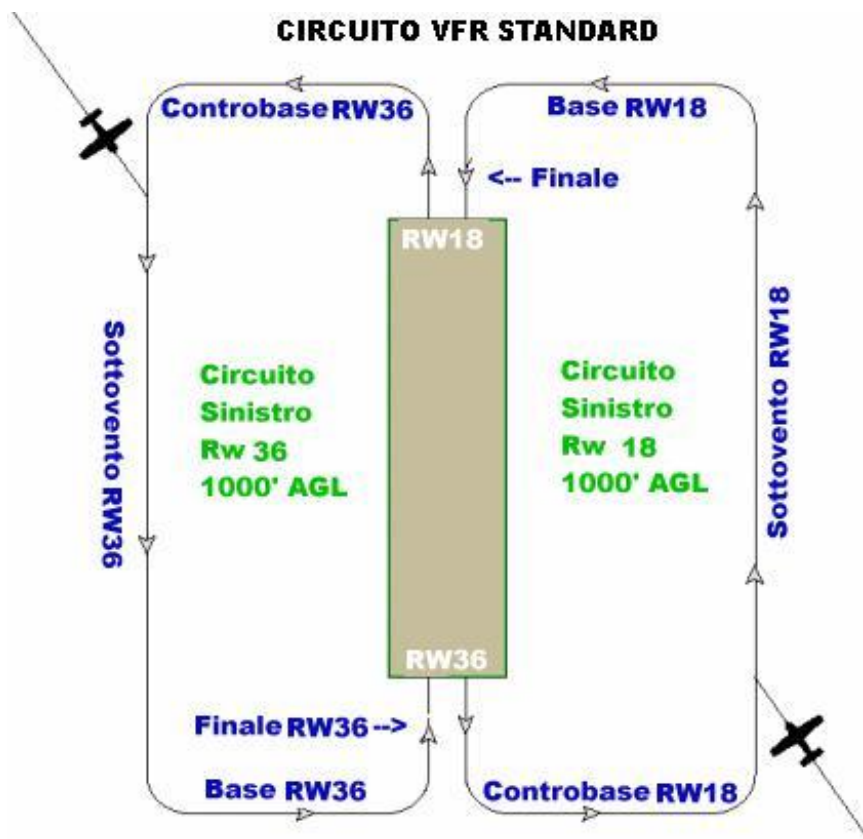 CIRCUITO VFR STANDARD
Controbase RW36
Base RW18
<-- Finale
RW18
Sottovento RW36
Circuito
Sinistro
Rw 36
1000' AGL
Circuito
Sinistro
Rw 18
1000' AGL
Sottovento RW18
RW36
Finale RW36 -->
Base RW36
Controbase RW18